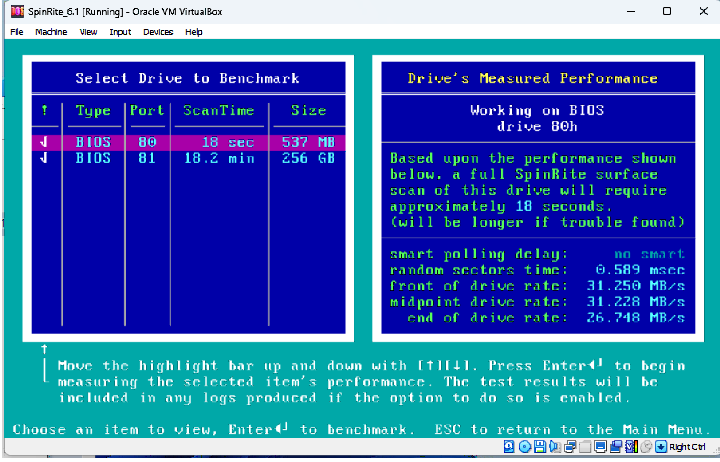 SpinRite_6.1 [Running] - Oracle VM VirtualBox
File Machine View Input Devices Help
Select Drive to Benchmark
↑ Type Port ScanTime Size
√ BIOS 80 18 sec 537 MB
√ BIOS 81 18.2 min 256 GB
Drive's Measured Performance
Working on BIOS
drive 80h
Based upon the performance shown
below, a full SpinRite surface
scan of this drive will require
approximately 18 seconds.
(will be longer if trouble found)
smart polling delay: no smart
random sectors time: 0.589 msec
front of drive rate: 31.250 MB/s
midpoint drive rate: 31.228 MB/s
end of drive rate: 26.748 MB/s
Move the highlight bar up and down with [↑][↓]. Press Enter◄┘ to begin
measuring the selected item's performance. The test results will be
included in any logs produced if the option to do so is enabled.
Choose an item to view, Enter◄┘ to benchmark. ESC to return to the Main Menu.
Right Ctrl